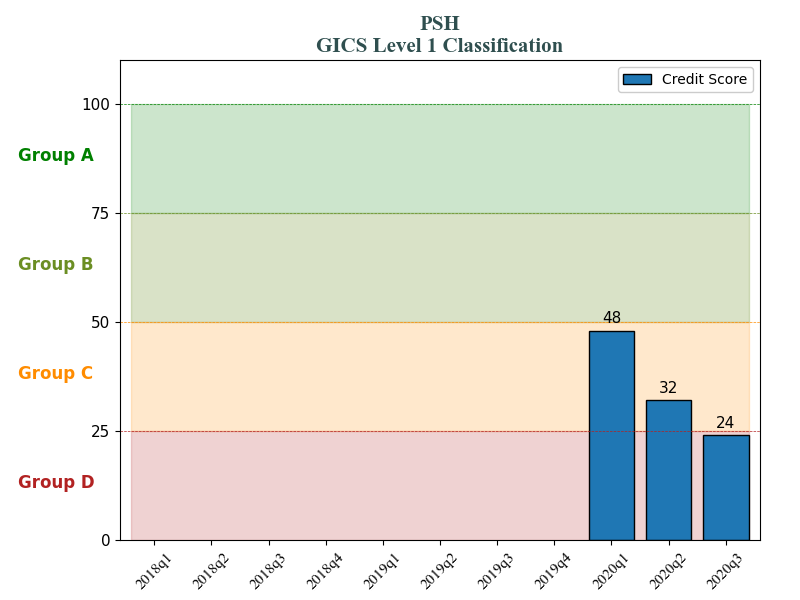 PSH
GICS Level 1 Classification
Credit Score
100
Group A
75
Group B
50
48
Group C
32
25
24
Group D
0
2018q1 2018q2 2018q3 2018q4 2019q1 2019q2 2019q3 2019q4 2020q1 2020q2 2020q3